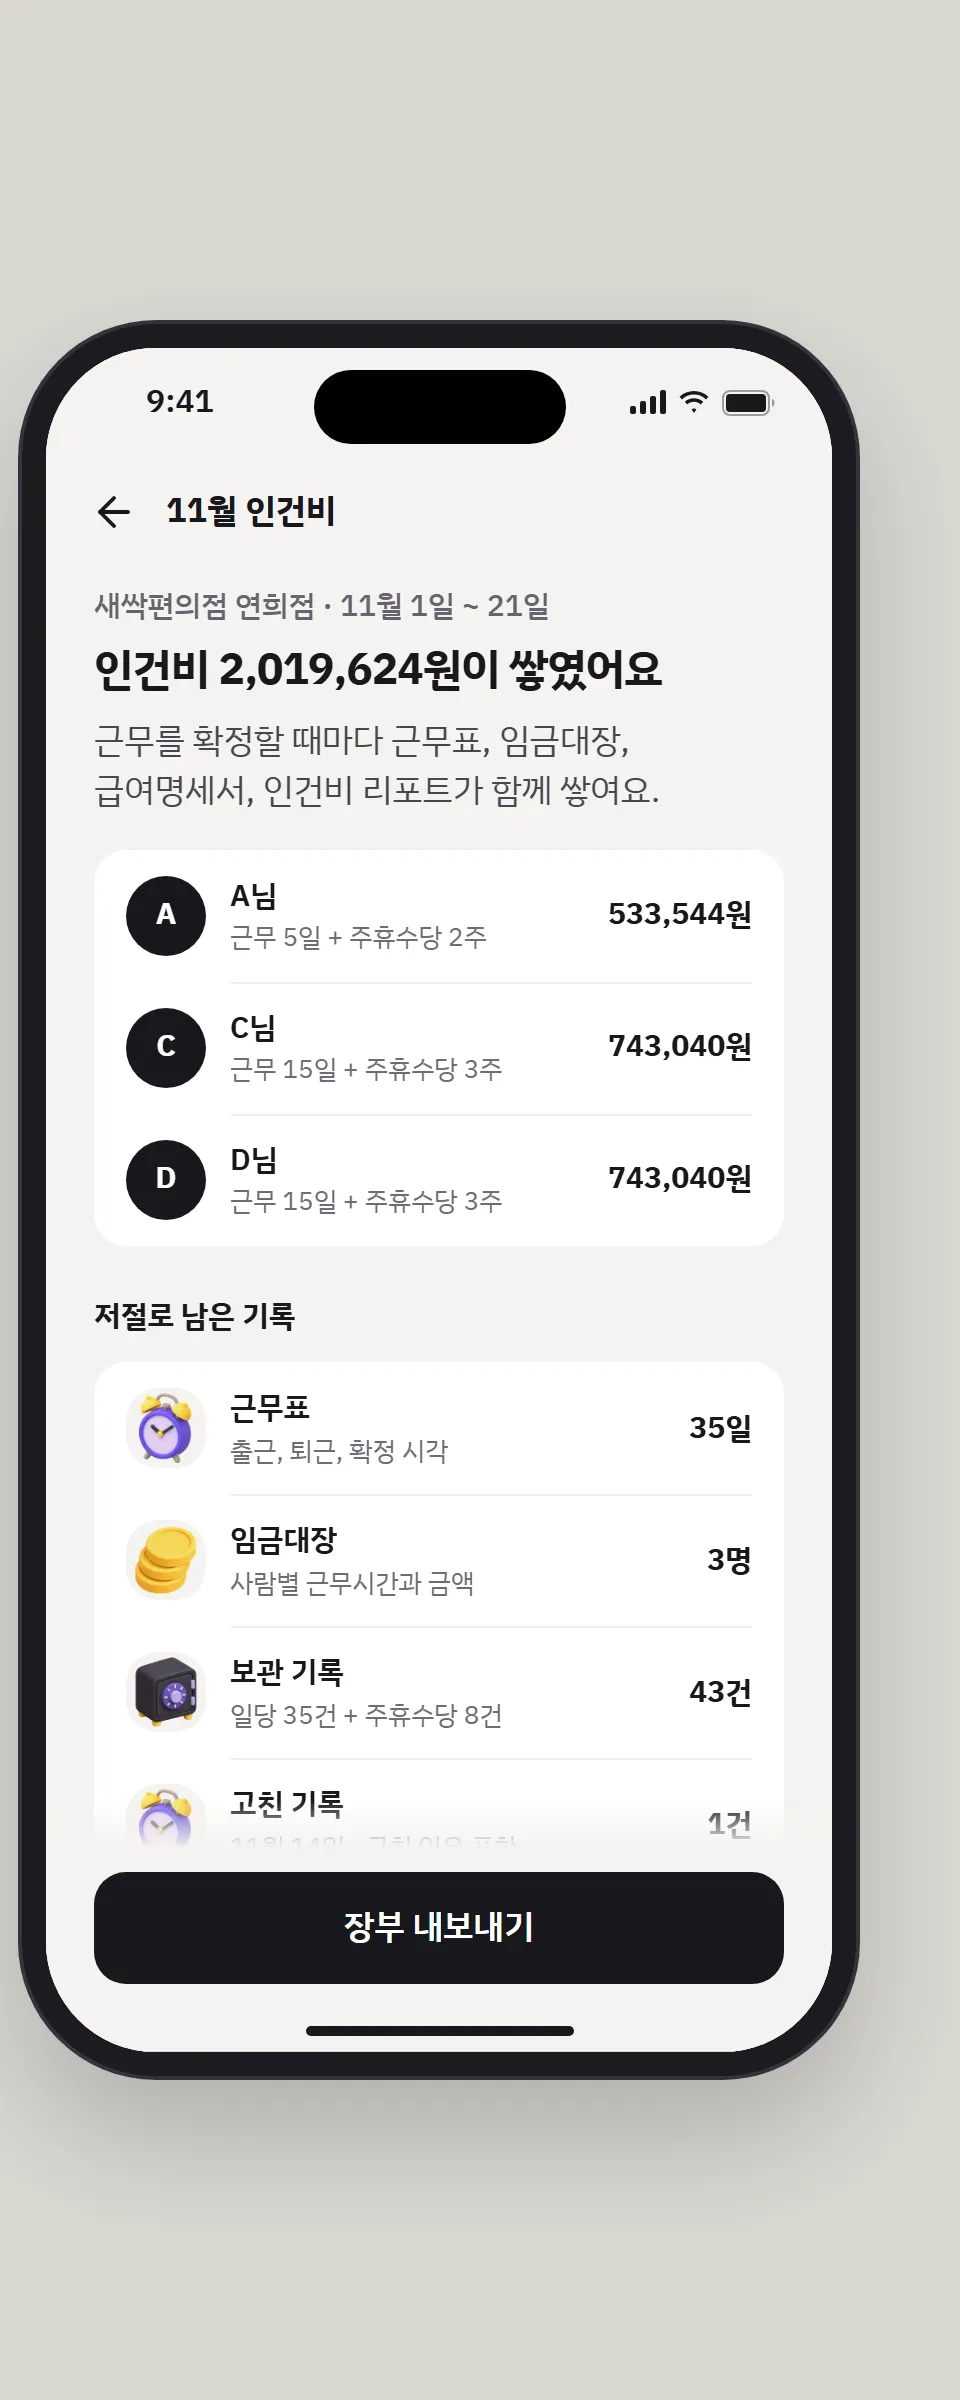 9:41
11월 인건비
새싹편의점 연희점 · 11월 1일 ~ 21일
인건비 2,019,624원이 쌓였어요
근무를 확정할 때마다 근무표, 임금대장,
급여명세서, 인건비 리포트가 함께 쌓여요.
A
A님
533,544원
근무 5일 + 주휴수당 2주
C
C님
743,040원
근무 15일 + 주휴수당 3주
D
D님
743,040원
근무 15일 + 주휴수당 3주
저절로 남은 기록
근무표
35일
출근, 퇴근, 확정 시각
임금대장
3명
사람별 근무시간과 금액
보관 기록
43건
일당 35건 + 주휴수당 8건
고친 기록
1건
장부 내보내기